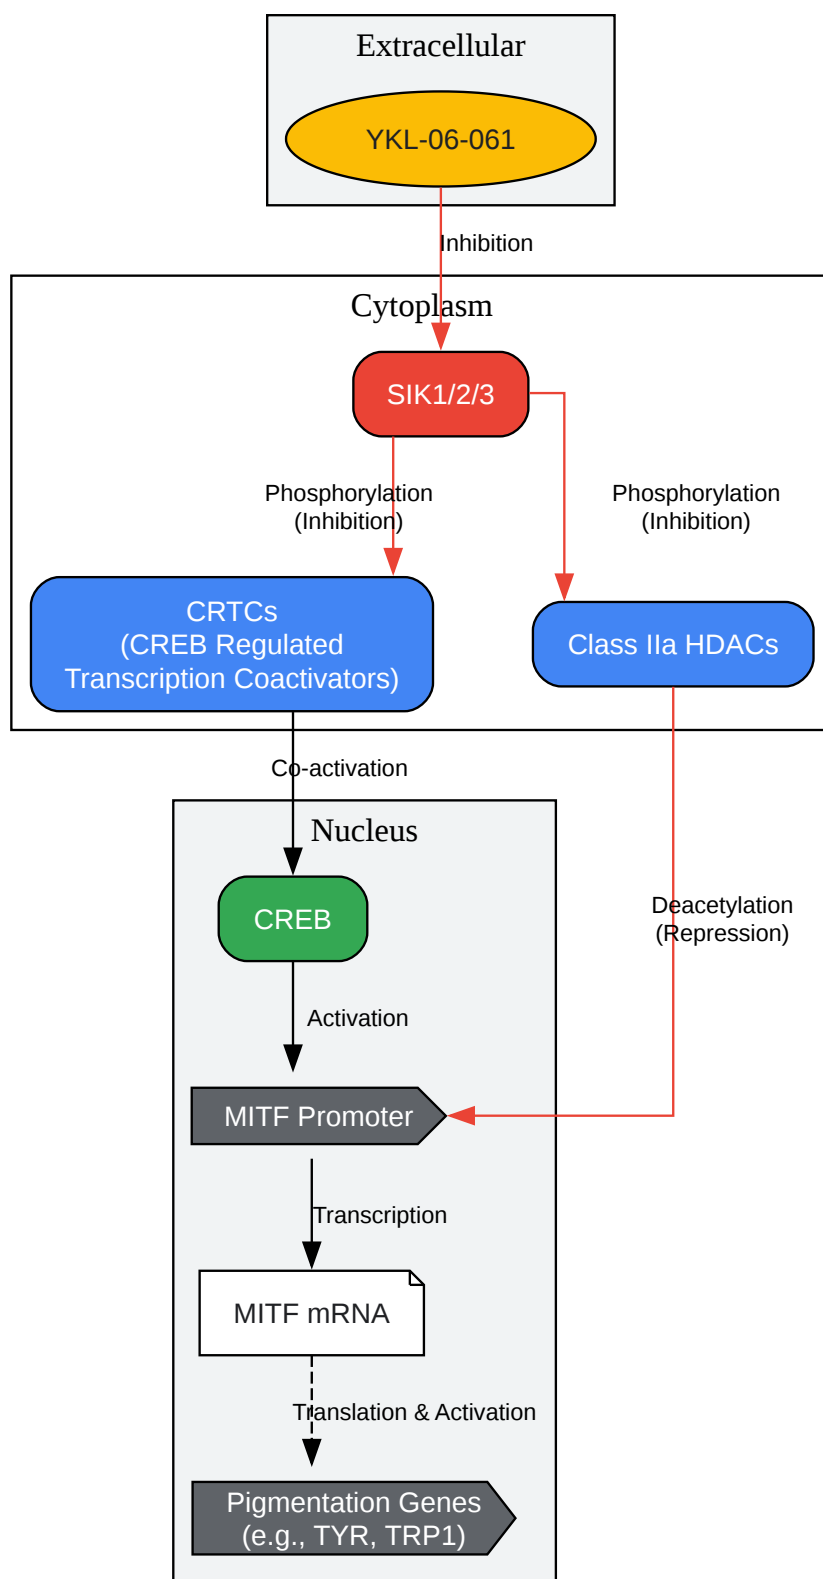 Extracellular
YKL-06-061
Inhibition
Cytoplasm
SIK1/2/3
Phosphorylation
(Inhibition)
Phosphorylation
(Inhibition)
CRTCs
(CREB Regulated
Transcription Coactivators)
Class IIa HDACs
Co-activation
Nucleus
CREB
Deacetylation
(Repression)
Activation
MITF Promoter
Transcription
MITF mRNA
Translation & Activation
Pigmentation Genes
(e.g., TYR, TRP1)